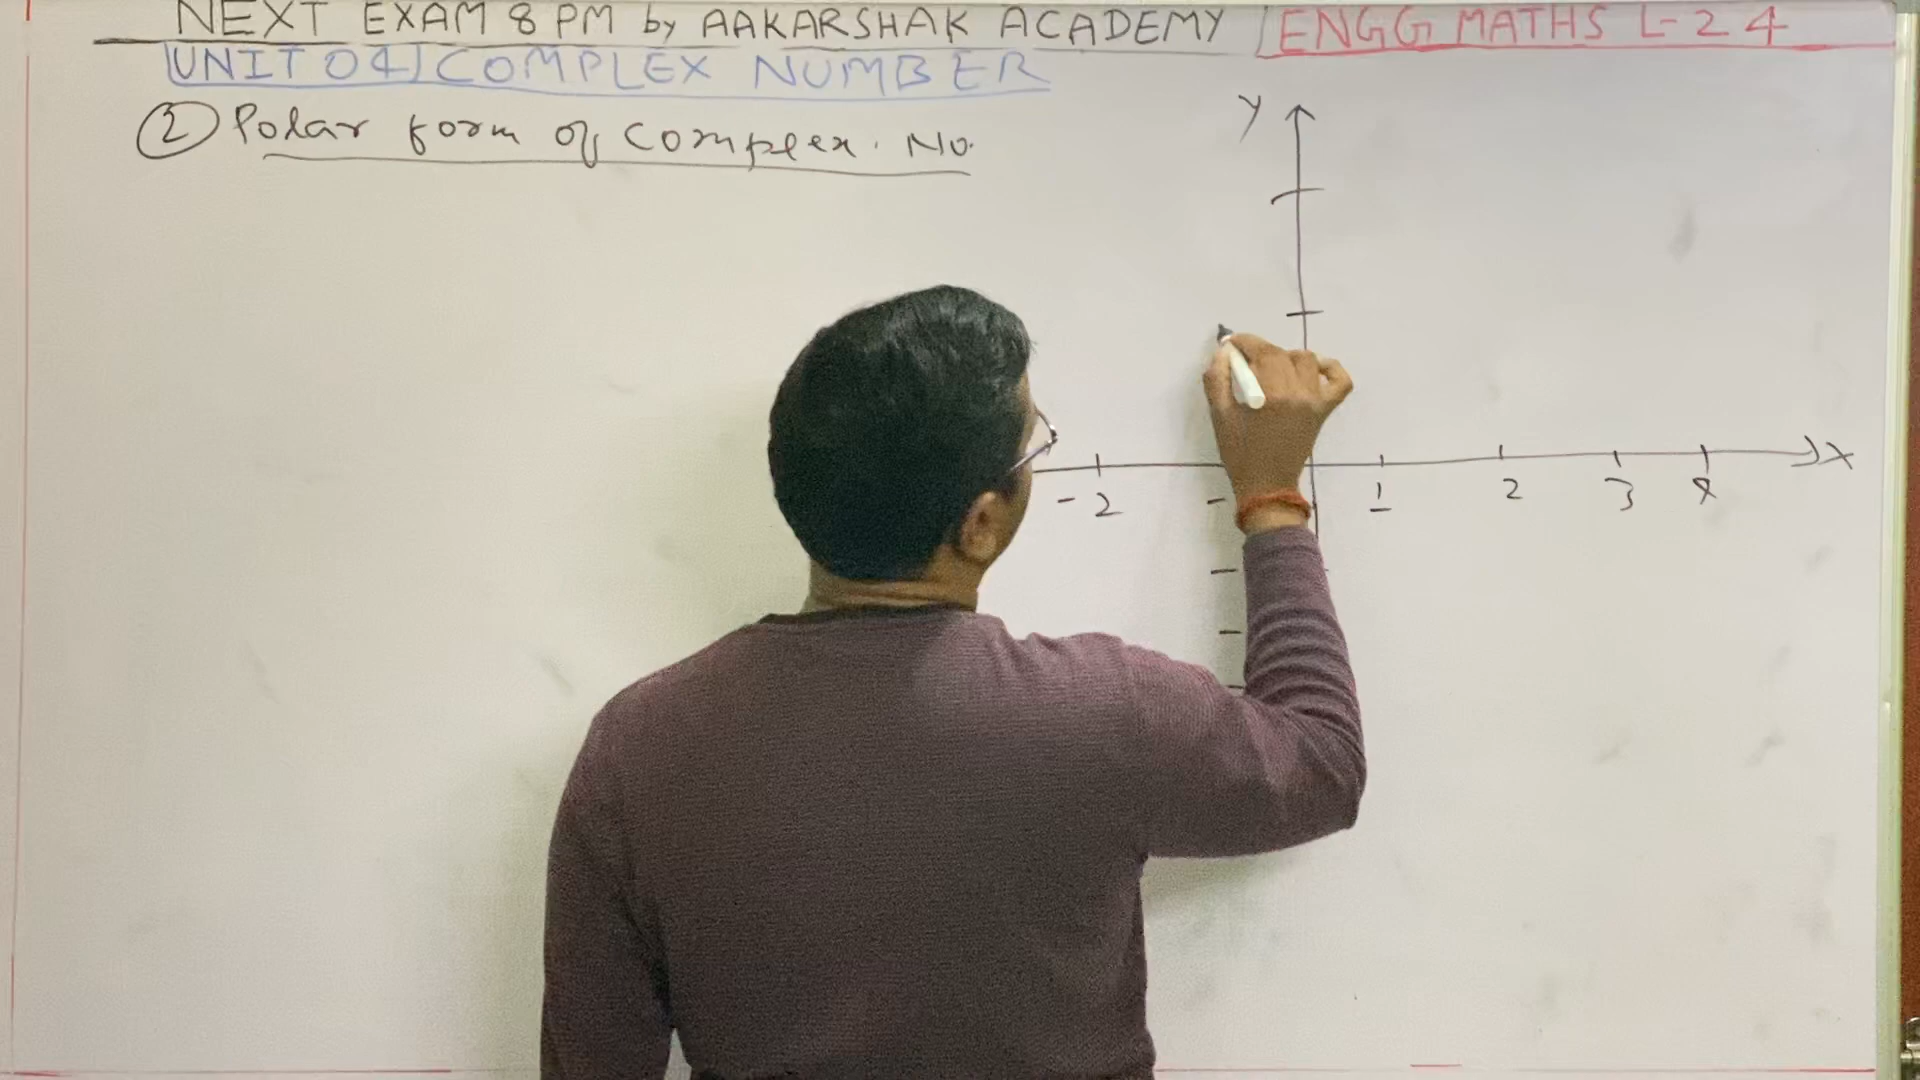 NEXT EXAM 8 PM by AAKARSHAK ACADEMY ENGG MATHS L-24
UNIT 04 COMPLEX NUMBER
② Polar form of complex. No.
y
-2 - 1 2 3 4 x